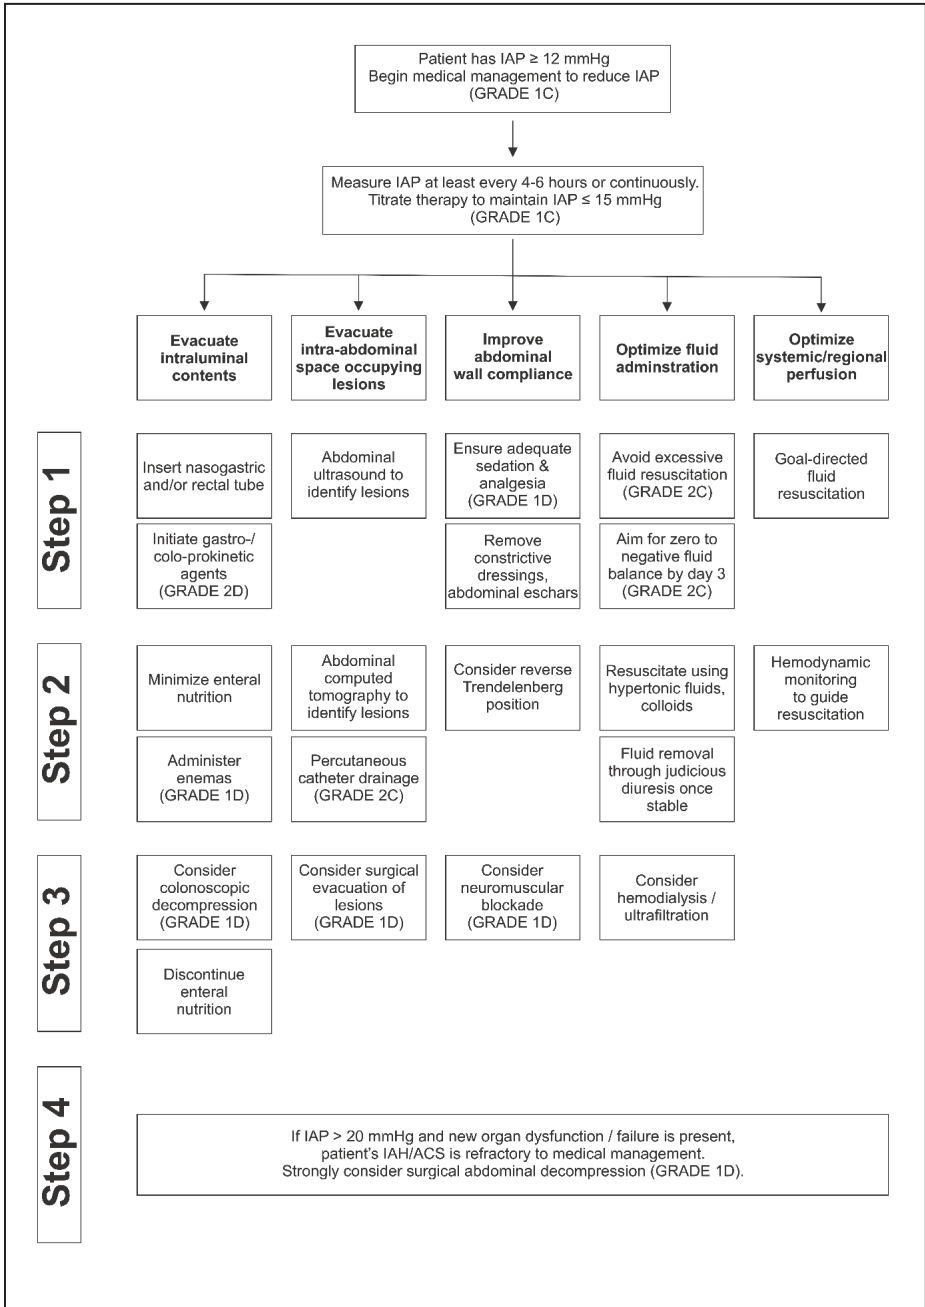 Patient has IAP ≥ 12 mmHg
Begin medical management to reduce IAP
(GRADE 1C)
Measure IAP at least every 4-6 hours or continuously.
Titrate therapy to maintain IAP ≤ 15 mmHg
(GRADE 1C)
Evacuate
intraluminal
contents
Evacuate
intra-abdominal
space occupying
lesions
Improve
abdominal
wall compliance
Optimize fluid
adminstration
Optimize
systemic/regional
perfusion
Step 1
Insert nasogastric
and/or rectal tube
Abdominal
ultrasound to
identify lesions
Ensure adequate
sedation &
analgesia
(GRADE 1D)
Avoid excessive
fluid resuscitation
(GRADE 2C)
Goal-directed
fluid
resuscitation
Initiate gastro-/
colo-prokinetic
agents
(GRADE 2D)
Remove
constrictive
dressings,
abdominal eschars
Aim for zero to
negative fluid
balance by day 3
(GRADE 2C)
Step 2
Minimize enteral
nutrition
Abdominal
computed
tomography to
identify lesions
Consider reverse
Trendelenberg
position
Resuscitate using
hypertonic fluids,
colloids
Hemodynamic
monitoring
to guide
resuscitation
Administer
enemas
(GRADE 1D)
Percutaneous
catheter drainage
(GRADE 2C)
Fluid removal
through judicious
diuresis once
stable
Step 3
Consider
colonoscopic
decompression
(GRADE 1D)
Consider surgical
evacuation of
lesions
(GRADE 1D)
Consider
neuromuscular
blockade
(GRADE 1D)
Consider
hemodialysis /
ultrafiltration
Discontinue
enteral
nutrition
Step 4
If IAP > 20 mmHg and new organ dysfunction / failure is present,
patient's IAH/ACS is refractory to medical management.
Strongly consider surgical abdominal decompression (GRADE 1D).